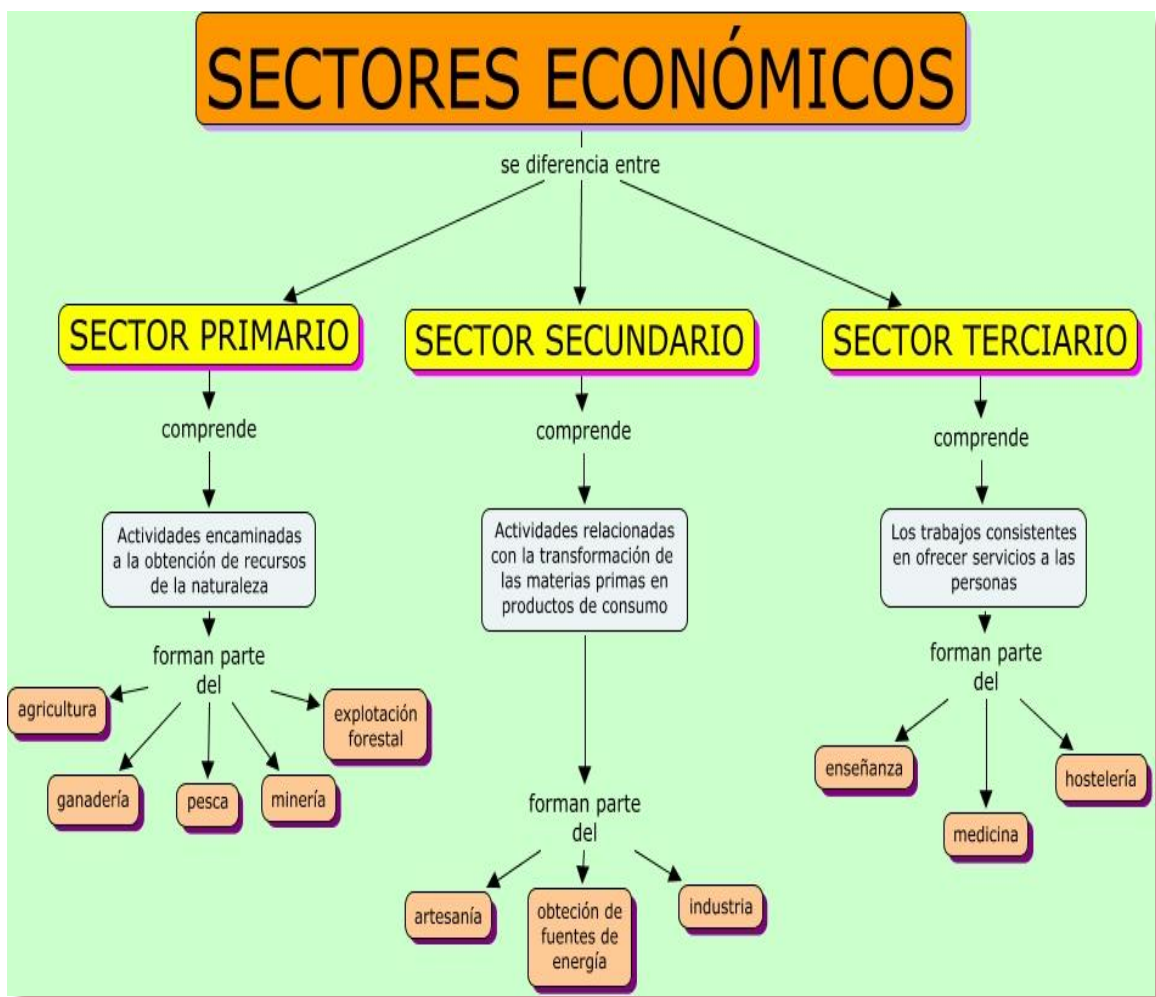 SECTORES ECONÓMICOS
se diferencia entre
SECTOR PRIMARIO
comprende
Actividades encaminadas
a la obtención de recursos
de la naturaleza
forman parte
del
agricultura
ganadería
pesca
minería
explotación
forestal
SECTOR SECUNDARIO
comprende
Actividades relacionadas
con la transformación de
las materias primas en
productos de consumo
forman parte
del
artesanía
obteción de
fuentes de
energía
industria
SECTOR TERCIARIO
comprende
Los trabajos consistentes
en ofrecer servicios a las
personas
forman parte
del
enseñanza
medicina
hostelería